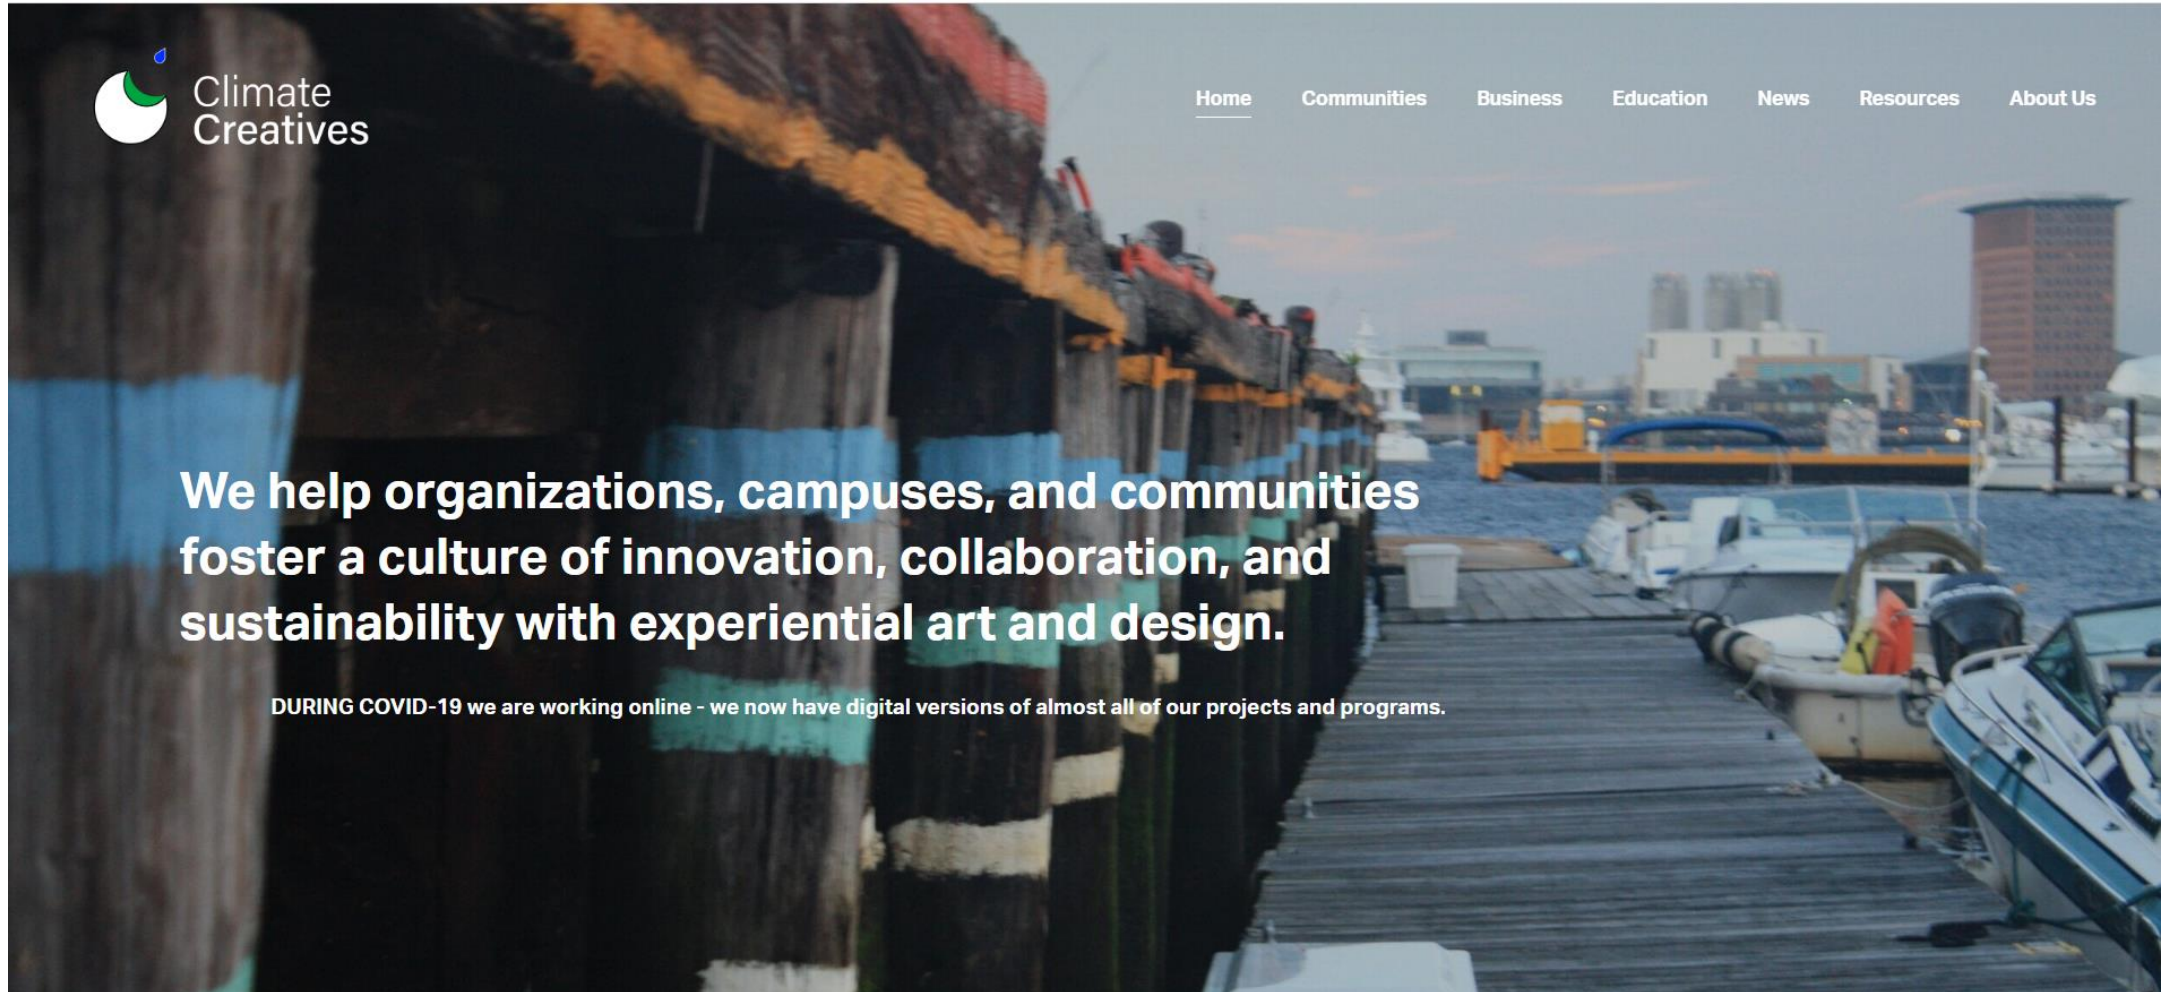 Climate
Creatives
Home Communities Business Education News Resources About Us
We help organizations, campuses, and communities
foster a culture of innovation, collaboration, and
sustainability with experiential art and design.
DURING COVID-19 we are working online - we now have digital versions of almost all of our projects and programs.